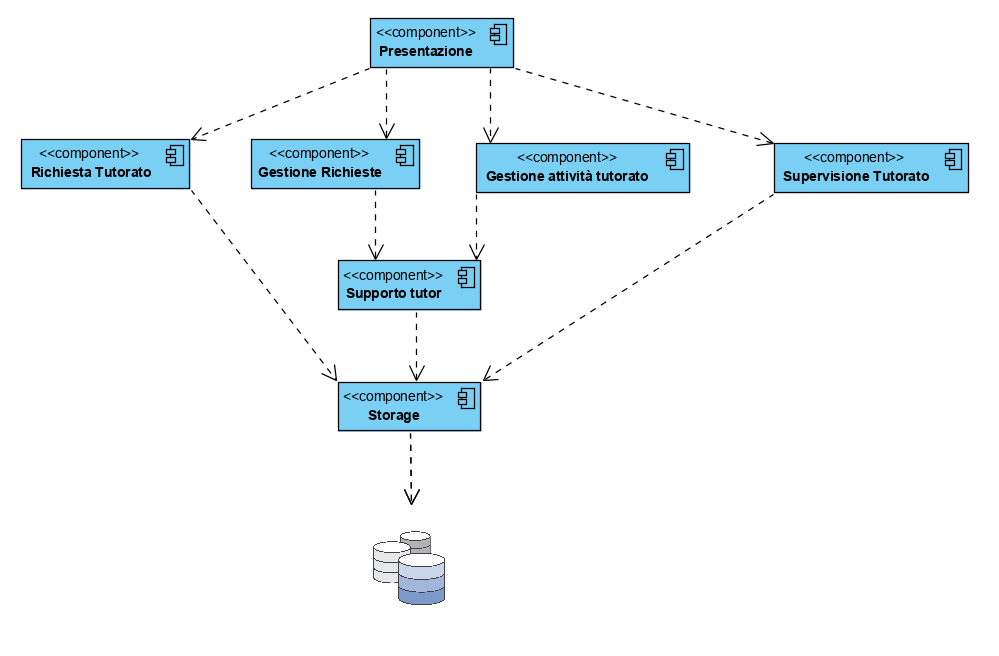 <<component>>
Presentazione
<<component>>
Richiesta Tutorato
<<component>>
Gestione Richieste
<<component>>
Gestione attività tutorato
<<component>>
Supervisione Tutorato
<<component>>
Supporto tutor
<<component>>
Storage